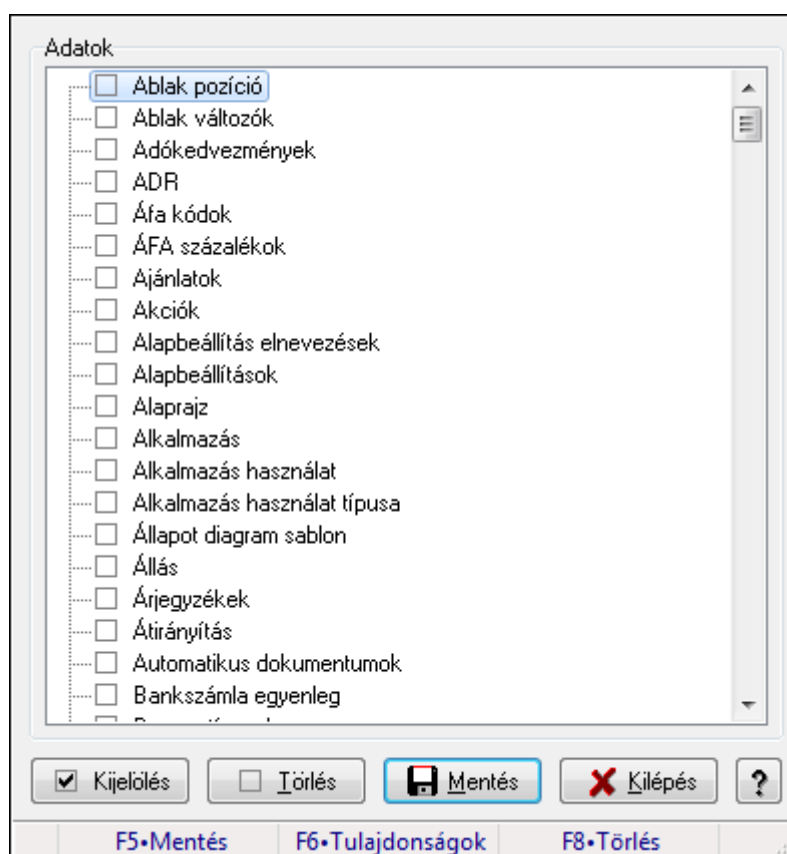 Adatok
Ablak pozíció
Ablak változók
Adókedvezmények
ADR
Áfa kódok
ÁFA százalékok
Ajánlatok
Akciók
Alapbeállítás elnevezések
Alapbeállítások
Alaprajz
Alkalmazás
Alkalmazás használat
Alkalmazás használat típusa
Állapot diagram sablon
Állás
Árjegyzékek
Átirányítás
Automatikus dokumentumok
Bankszámla egyenleg
Kijelölés Törlés Mentés Kilépés ?
F5•Mentés F6•Tulajdonságok F8•Törlés